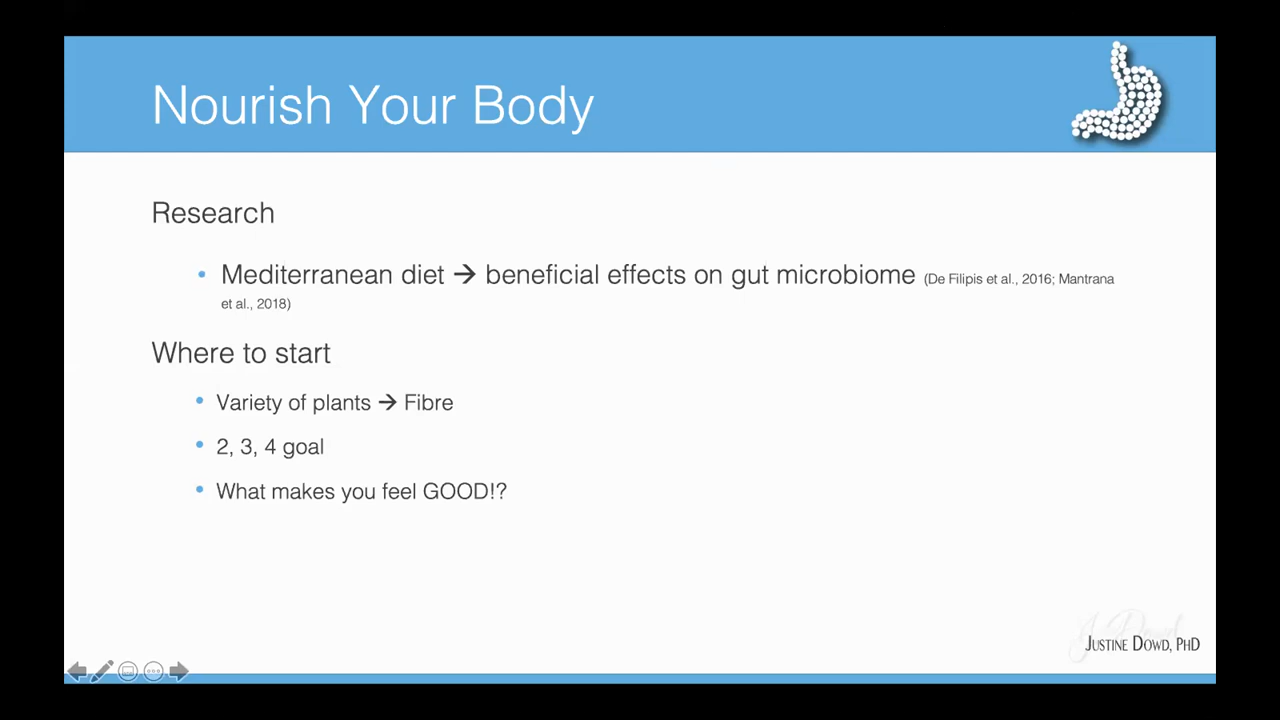 Nourish Your Body
Research
• Mediterranean diet → beneficial effects on gut microbiome (De Filipis et al., 2016; Mantrana
et al., 2018)
Where to start
• Variety of plants → Fibre
• 2, 3, 4 goal
• What makes you feel GOOD!?
J Dowd
JUSTINE DOWD, PHD